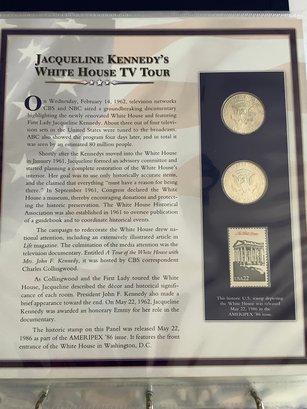 JACQUELINE KENNEDY'S
WHITE HOUSE TV TOUR
On Wednesday, February 14, 1962, television networks
CBS and NBC aired a groundbreaking documentary
highlighting the newly renovated White House and featuring
First Lady Jacqueline Kennedy. About three out of four televi-
sion sets in the United States were tuned to the broadcast.
ABC also showed the program four days later, and in total it
was seen by an estimated 80 million people.
Shortly after the Kennedys moved into the White House
in January 1961, Jacqueline formed an advisory committee and
started planning a complete restoration of the White House's
interior. Her goal was to use only historically accurate items,
and she claimed that everything "must have a reason for being
there." In September 1961, Congress declared the White House
a museum, thereby encouraging donations and protect-
ing the historical preservation. The White House Historical
Association was also established in 1961 to oversee publication
of a guidebook and to coordinate historical events.
The campaign to redecorate the White House drew na-
tional attention, including an extensively illustrated article in
Life magazine. The culmination of the media attention was the
television documentary. Entitled A Tour of the White House with
Mrs. John F. Kennedy, it was hosted by CBS correspondent
Charles Collingwood.
As Collingwood and the First Lady toured the White
House, Jacqueline described the décor and historical signifi-
cance of each room. President John F. Kennedy also made a
brief appearance toward the end. On May 22, 1962, Jacqueline
Kennedy was awarded an honorary Emmy for her role in the
documentary.
The historic stamp on this Panel was released May 22,
1986 as part of the AMERIPEX '86 issue. It features the front
entrance of the White House in Washington, D.C.
USA22
This historic U.S. stamp depicting
the White House was released
May 22, 1986 in the
AMERIPEX '86 issue.